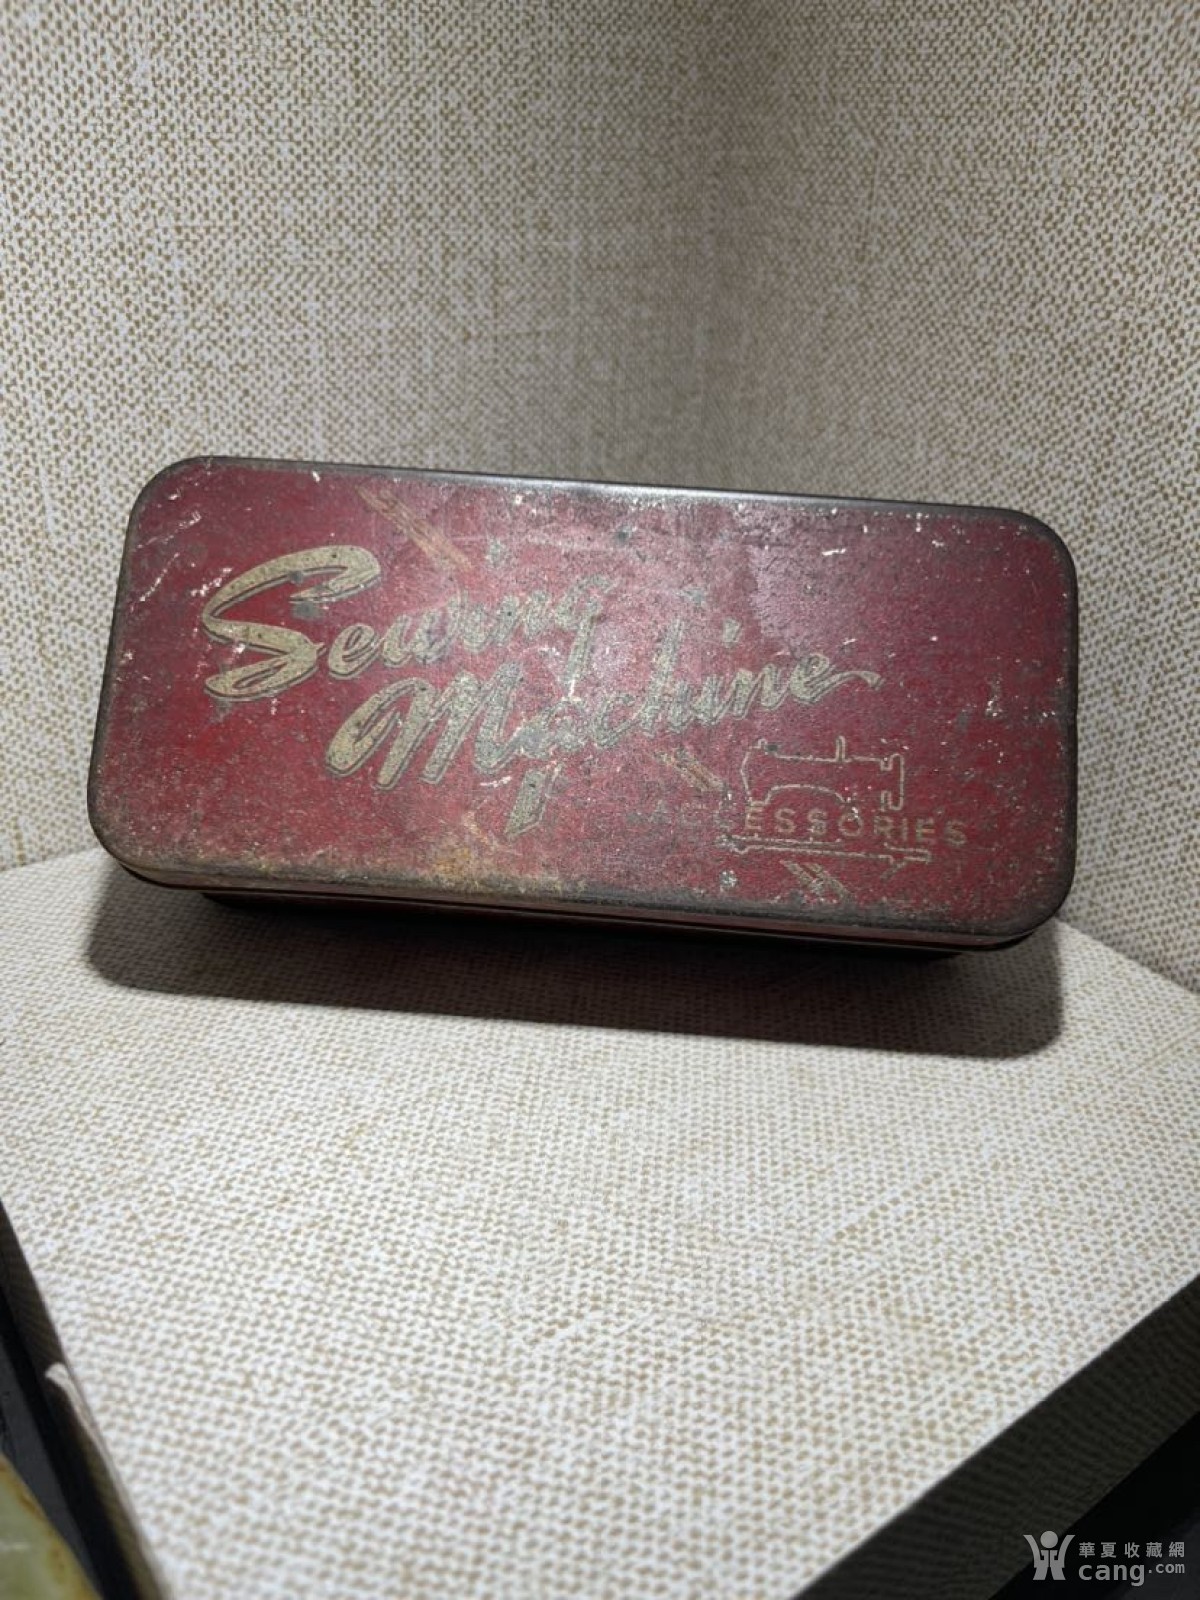 Sewing
Machine
ACCESSORIES
華夏收藏網
cang.com